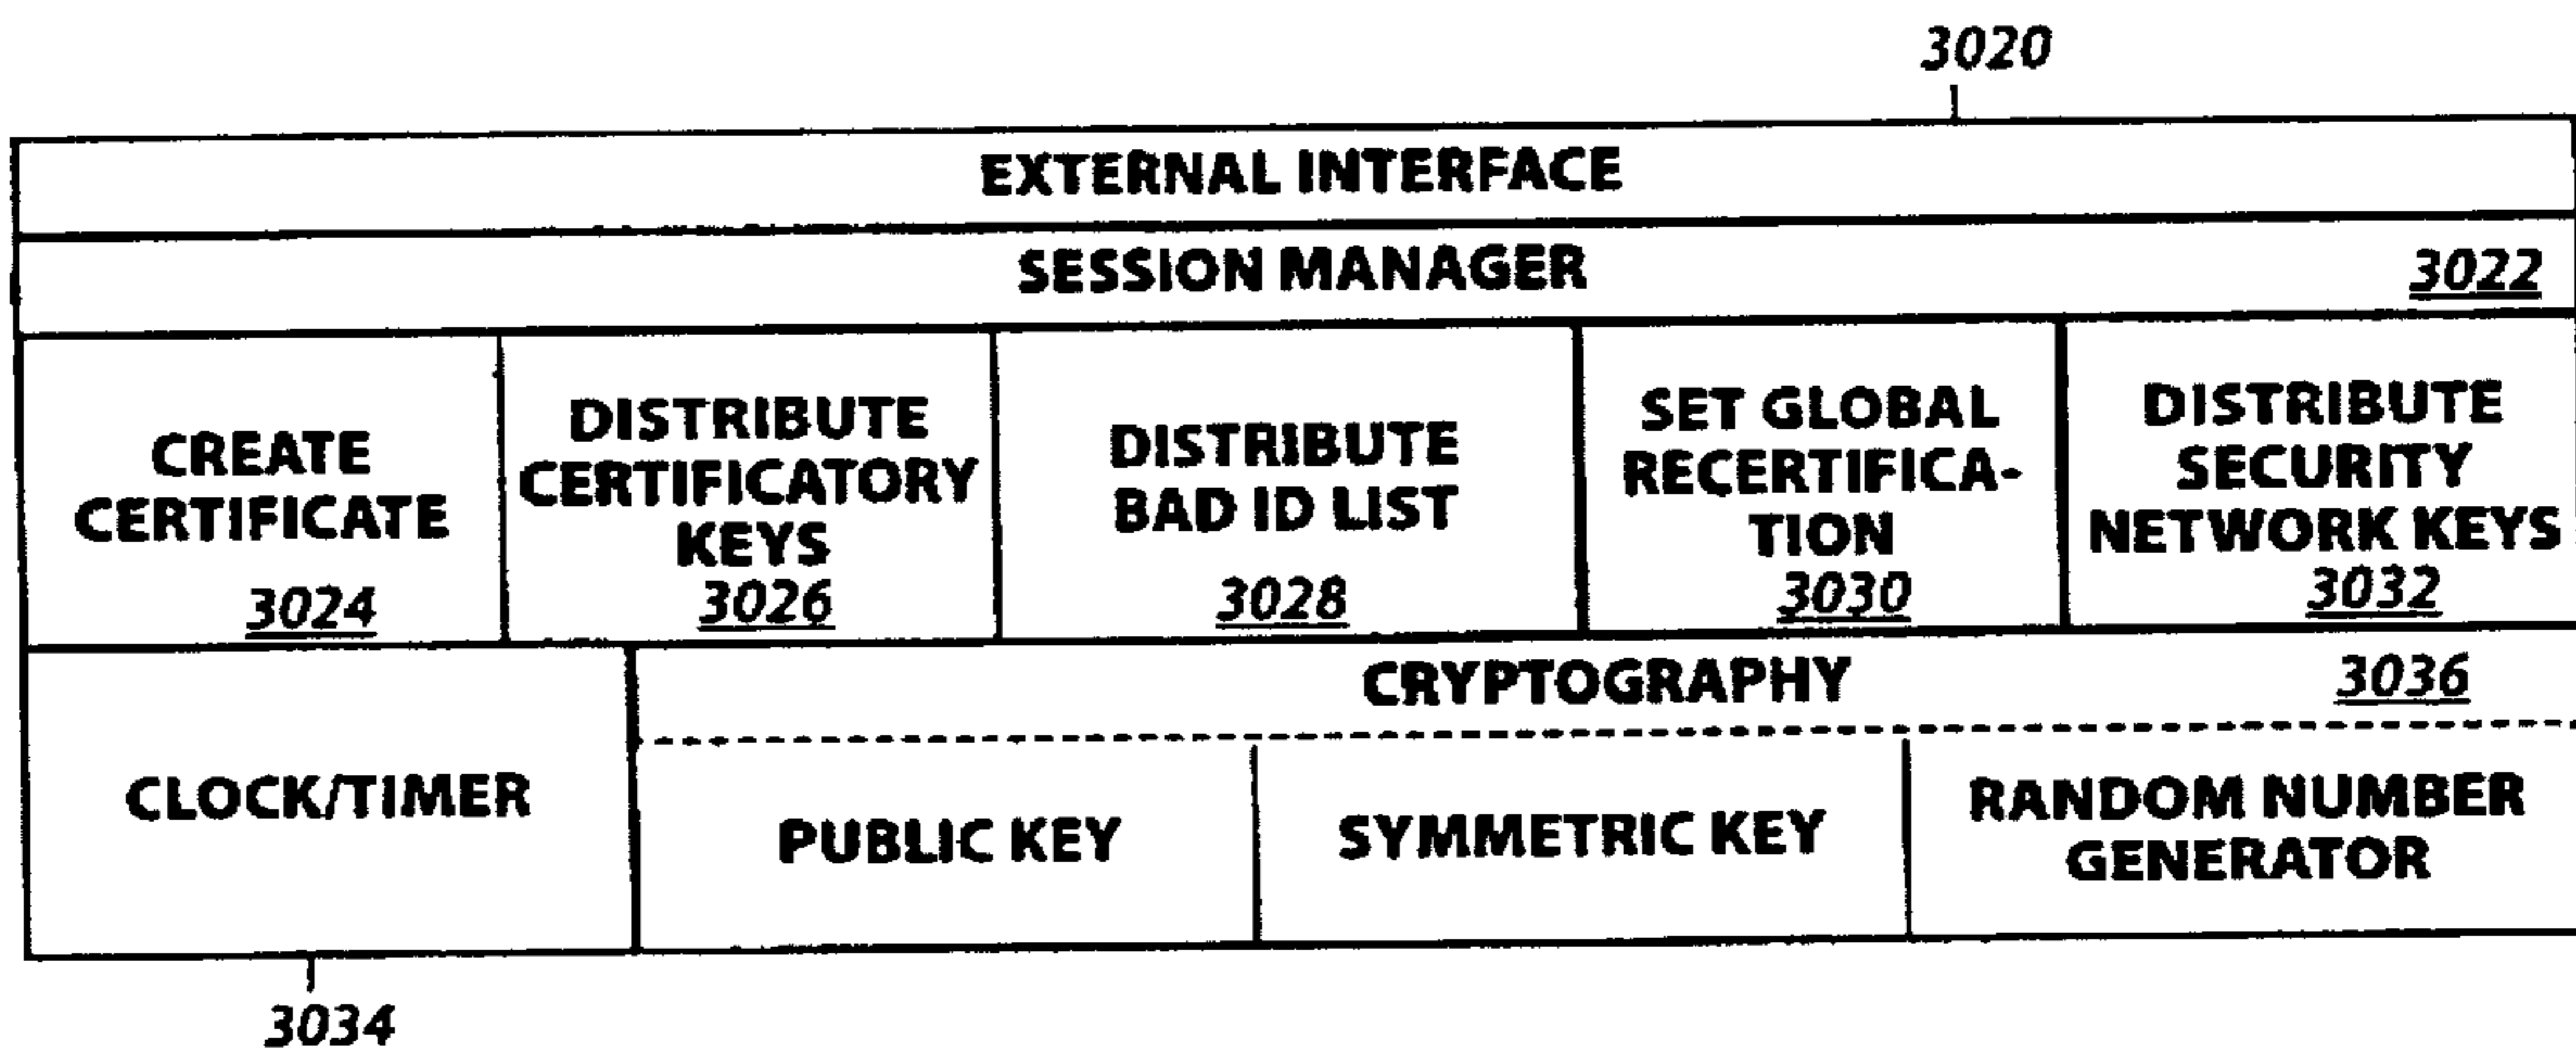 3020
EXTERNAL INTERFACE
SESSION MANAGER
3022
CREATE
CERTIFICATE
3024
DISTRIBUTE
CERTIFICATORY
KEYS
3026
DISTRIBUTE
BAD ID LIST
3028
SET GLOBAL
RECERTIFICA-
TION
3030
DISTRIBUTE
SECURITY
NETWORK KEYS
3032
CLOCK/TIMER
3034
CRYPTOGRAPHY
3036
PUBLIC KEY
SYMMETRIC KEY
RANDOM NUMBER
GENERATOR